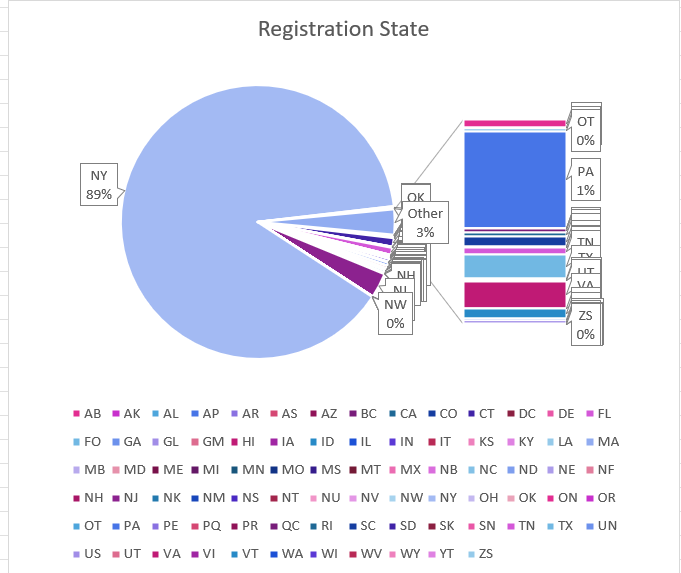 Registration State
NY
89%
OK
Other
3%
NH
NJ
NW
0%
OT
0%
PA
1%
TN
TX
UT
VA
ZS
0%
AB AK AL AP AR AS AZ BC CA CO CT DC DE FL
FO GA GL GM HI IA ID IL IN IT KS KY LA MA
MB MD ME MI MN MO MS MT MX NB NC ND NE NF
NH NJ NK NM NS NT NU NV NW NY OH OK ON OR
OT PA PE PQ PR QC RI SC SD SK SN TN TX UN
US UT VA VI VT WA WI WV WY YT ZS